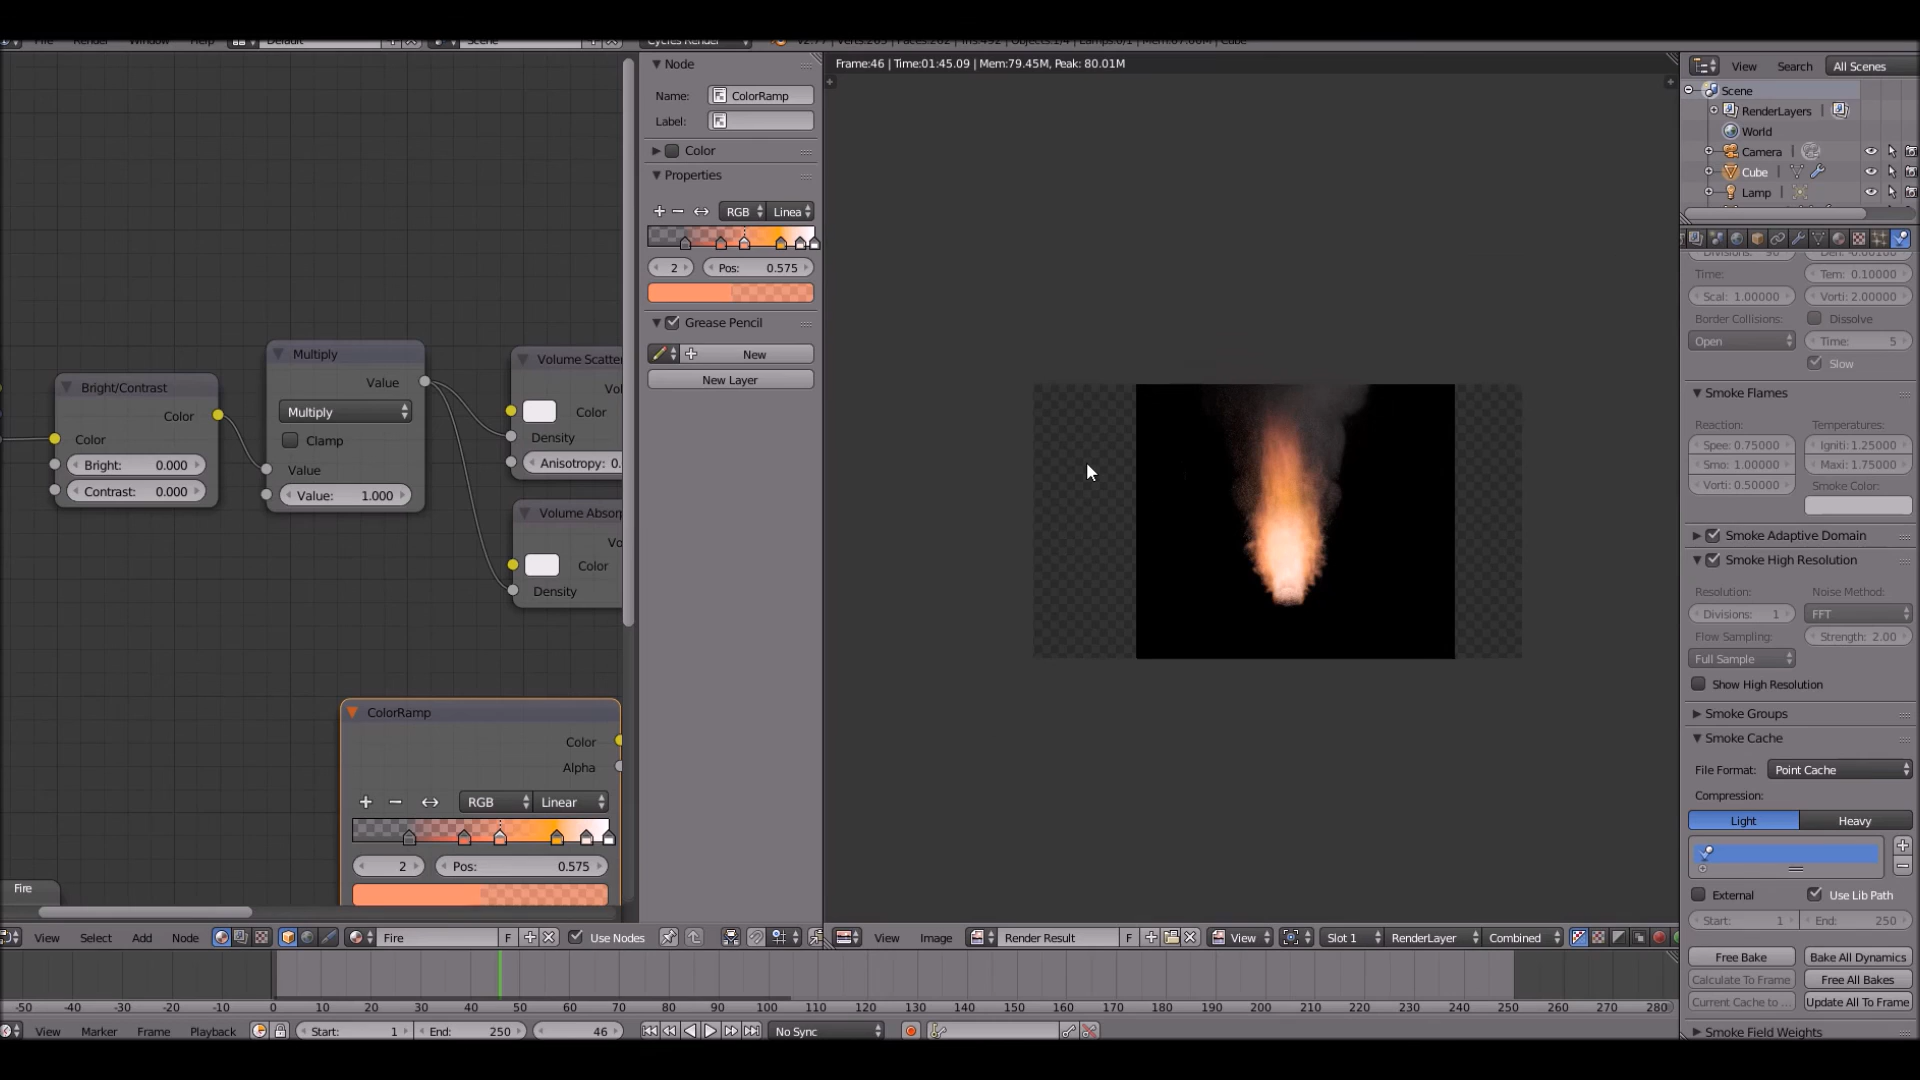 File Render Window Help Default Scene Cycles Render
Frame:46 | Time:01:45.09 | Mem:79.45M, Peak: 80.01M
Node
Name: ColorRamp
Label:
Color
Properties
RGB Linea
2 Pos: 0.575
Grease Pencil
New
New Layer
Bright/Contrast
Color
Color
Bright: 0.000
Contrast: 0.000
Multiply
Value
Multiply
Clamp
Value
Value: 1.000
Volume Scatte
Color
Density
Anisotropy: 0.
Volume Absor
Color
Density
ColorRamp
Color
Alpha
RGB Linear
2 Pos: 0.575
Fire
View Select Add Node Fire F Use Nodes
View Image Render Result F View Slot 1 RenderLayer Combined
-50 -40 -30 -20 -10 0 10 20 30 40 50 60 70 80 90 100 110 120 130 140 150 160 170 180 190 200 210 220 230 240 250 260 270 280
View Marker Frame Playback Start: 1 End: 250 46 No Sync
View Search All Scenes
Scene
RenderLayers
World
Camera
Cube
Lamp
Time: Tem: 0.10000
Scal: 1.00000 Vorti: 2.00000
Border Collisions: Dissolve
Open Time: 5
Slow
Smoke Flames
Reaction: Temperatures:
Spee: 0.75000 Igniti: 1.25000
Smo: 1.00000 Maxi: 1.75000
Vorti: 0.50000 Smoke Color:
Smoke Adaptive Domain
Smoke High Resolution
Resolution: Noise Method:
Divisions: 1 FFT
Flow Sampling: Strength: 2.00
Full Sample
Show High Resolution
Smoke Groups
Smoke Cache
File Format: Point Cache
Compression:
Light Heavy
External Use Lib Path
Start: 1 End: 250
Free Bake Bake All Dynamics
Calculate To Frame Free All Bakes
Current Cache to ... Update All To Frame
Smoke Field Weights